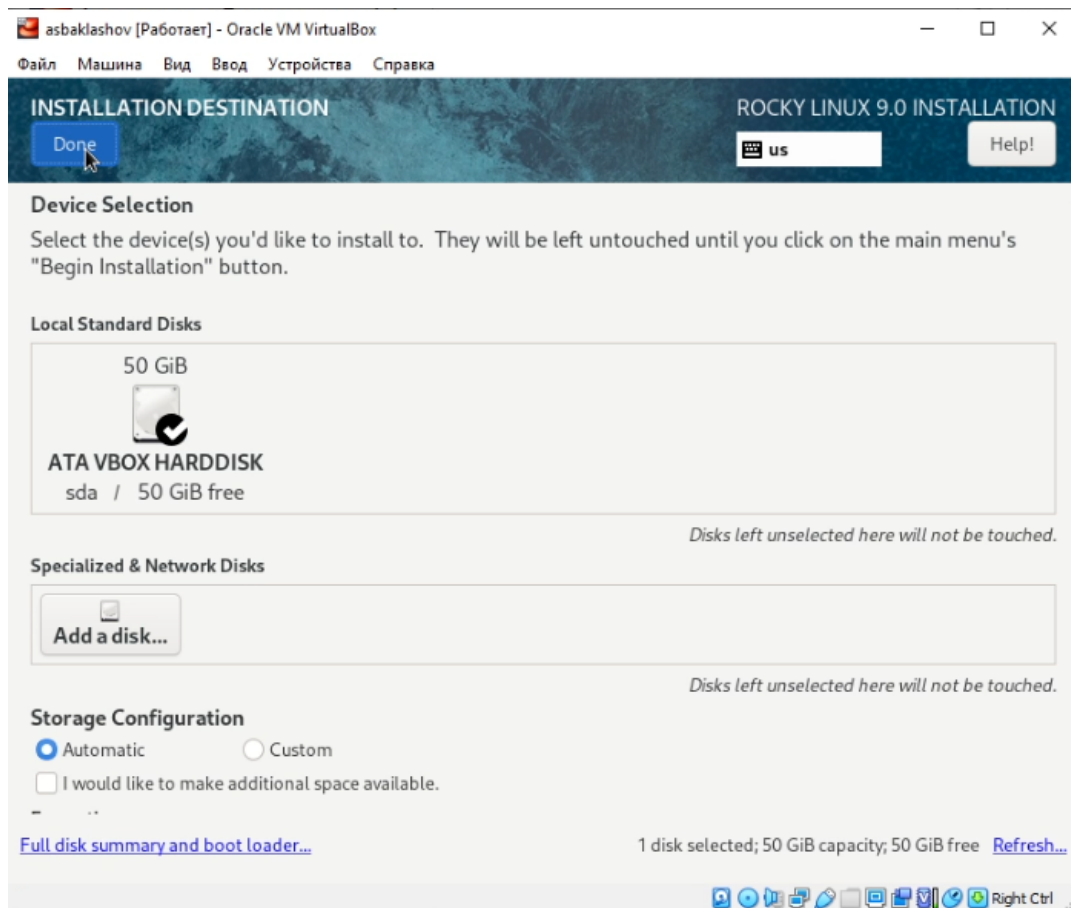 asbaklashov [Работает] - Oracle VM VirtualBox
Файл Машина Вид Ввод Устройства Справка
INSTALLATION DESTINATION
ROCKY LINUX 9.0 INSTALLATION
Done
us
Help!
Device Selection
Select the device(s) you'd like to install to. They will be left untouched until you click on the main menu's
"Begin Installation" button.
Local Standard Disks
50 GiB
ATA VBOX HARDDISK
sda / 50 GiB free
Disks left unselected here will not be touched.
Specialized & Network Disks
Add a disk...
Disks left unselected here will not be touched.
Storage Configuration
Automatic Custom
I would like to make additional space available.
Full disk summary and boot loader...
1 disk selected; 50 GiB capacity; 50 GiB free Refresh...
Right Ctrl